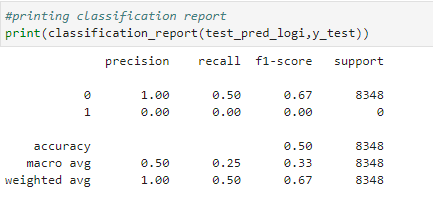 #printing classification report
print(classification_report(test_pred_logi,y_test))
precision recall f1-score support
0 1.00 0.50 0.67 8348
1 0.00 0.00 0.00 0
accuracy 0.50 8348
macro avg 0.50 0.25 0.33 8348
weighted avg 1.00 0.50 0.67 8348